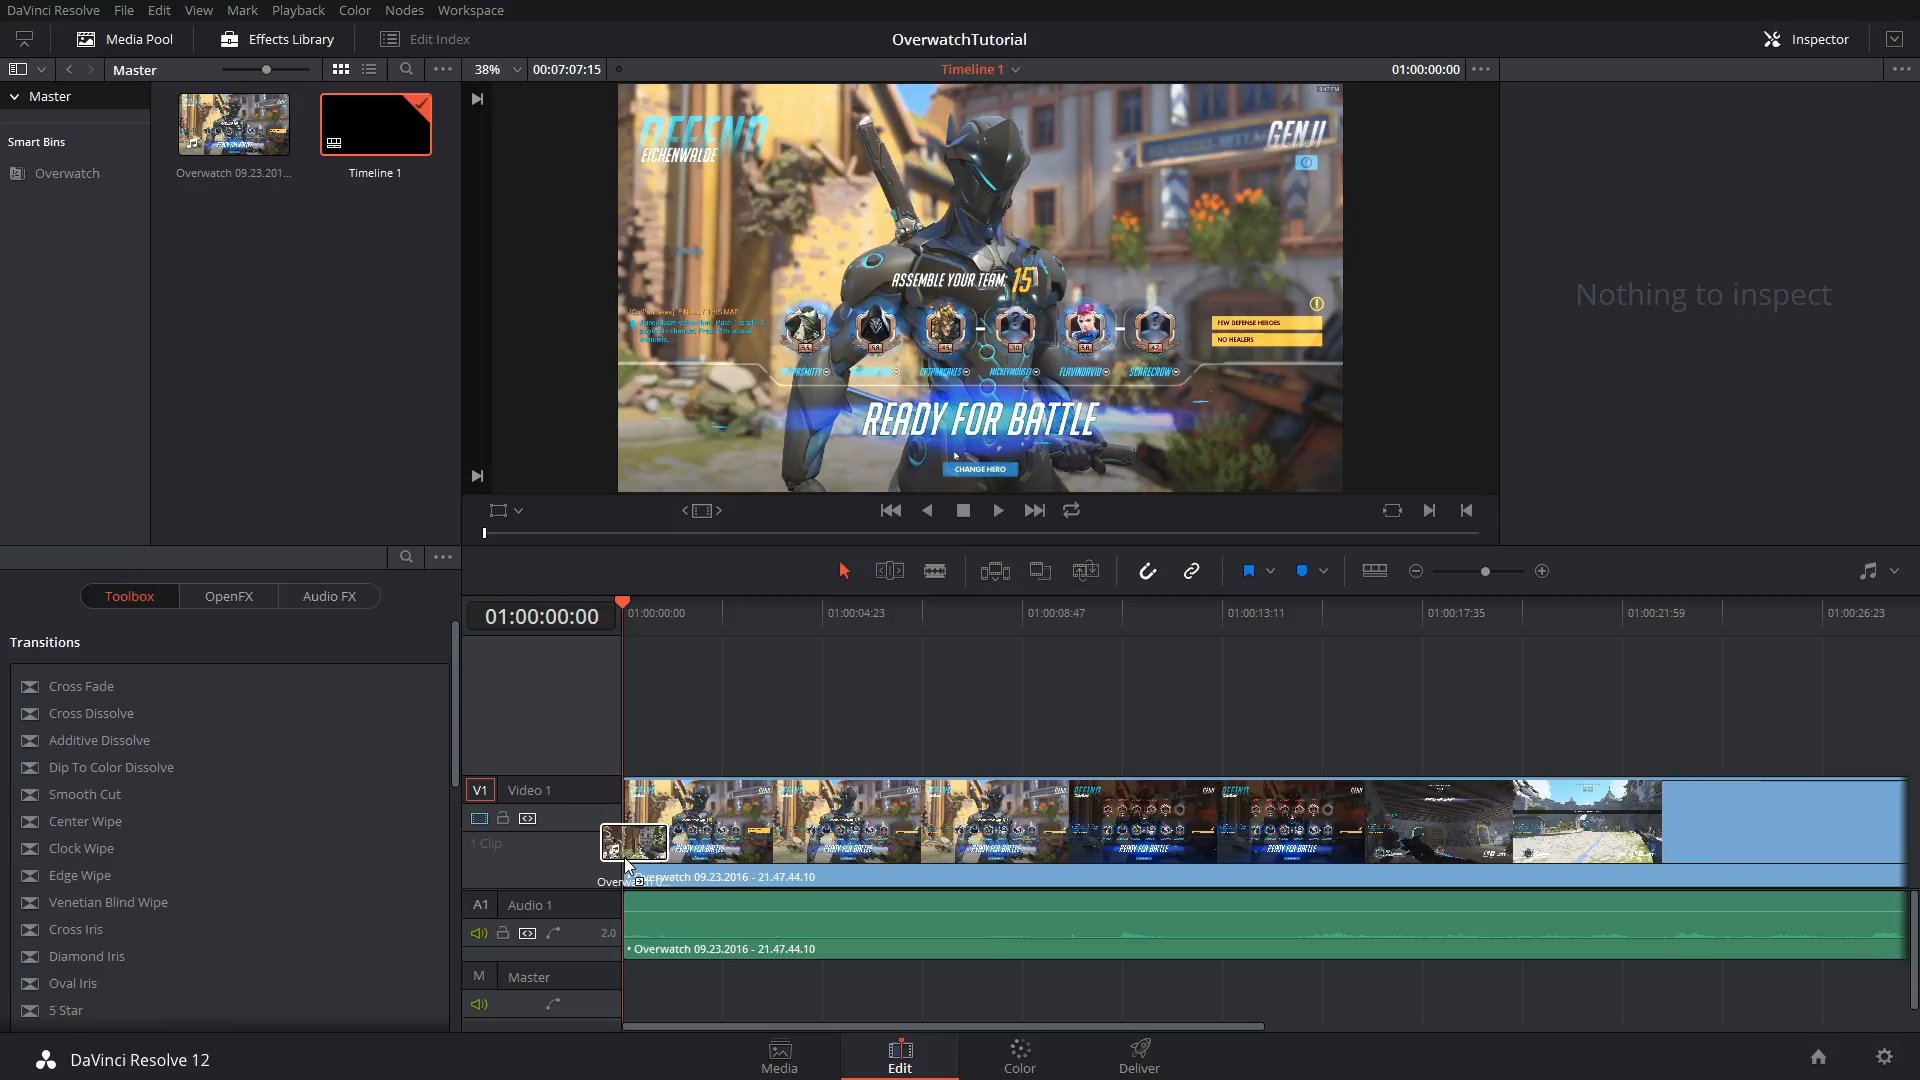 DaVinci Resolve File Edit View Mark Playback Color Nodes Workspace
Media Pool Effects Library Edit Index OverwatchTutorial Inspector
Master 38% 00:07:07:15 Timeline 1 01:00:00:00
Master
Smart Bins
Overwatch
Overwatch 09.23.201...
Timeline 1
9:47 PM
DEFEND
EICHENWALDE
GENJI
ASSEMBLE YOUR TEAM: 15
FEW DEFENSE HEROES
NO HEALERS
CPTPANCAKES MICKEYMOUSE FLAVINDAVID SCARECROW
READY FOR BATTLE
CHANGE HERO
Nothing to inspect
Toolbox OpenFX Audio FX
Transitions
Cross Fade
Cross Dissolve
Additive Dissolve
Dip To Color Dissolve
Smooth Cut
Center Wipe
Clock Wipe
Edge Wipe
Venetian Blind Wipe
Cross Iris
Diamond Iris
Oval Iris
5 Star
01:00:00:00
01:00:00:00 01:00:04:23 01:00:08:47 01:00:13:11 01:00:17:35 01:00:21:59 01:00:26:23
V1 Video 1
1 Clip
Overwatch 09.23.2016 - 21.47.44.10
A1 Audio 1
2.0
• Overwatch 09.23.2016 - 21.47.44.10
M Master
DaVinci Resolve 12
Media Edit Color Deliver